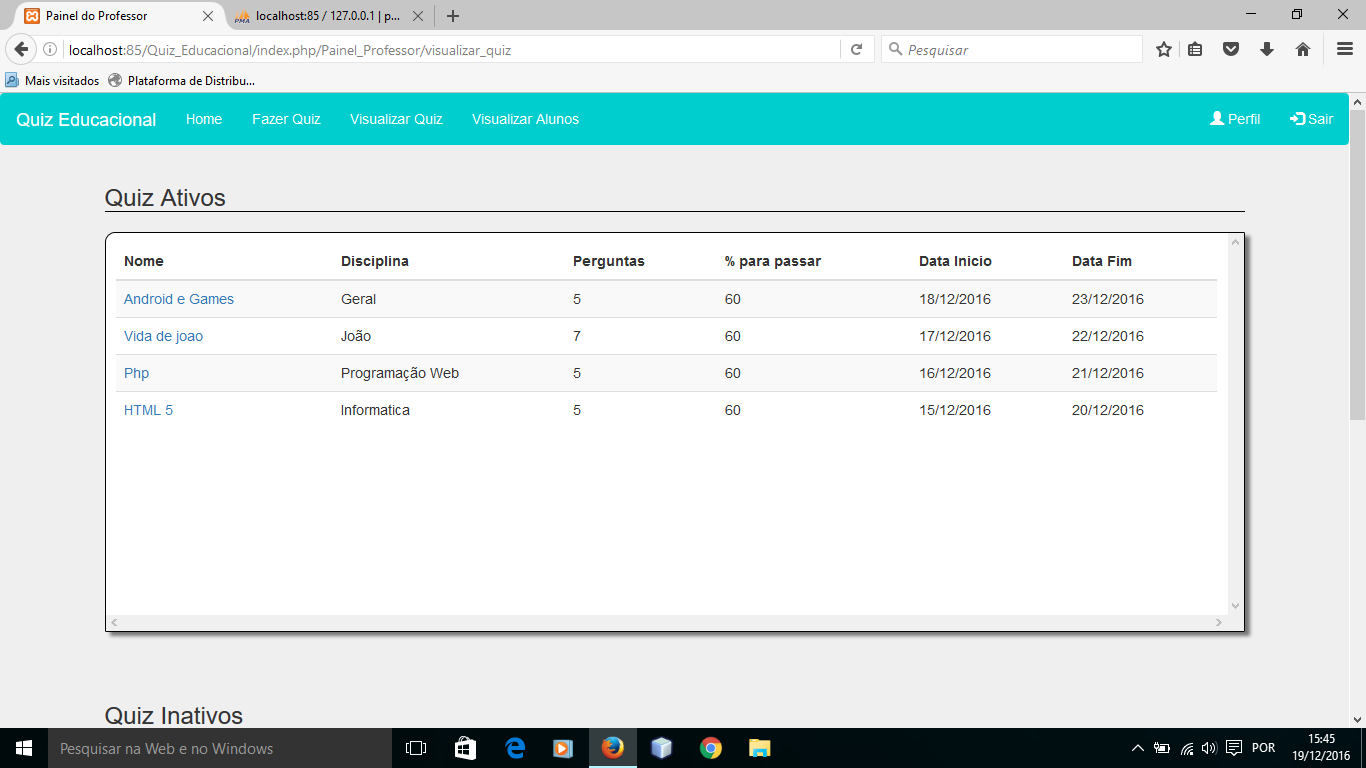 Painel do Professor
localhost:85 / 127.0.0.1 | p...
localhost:85/Quiz_Educacional/index.php/Painel_Professor/visualizar_quiz
Pesquisar
Mais visitados
Plataforma de Distribu...
Quiz Educacional Home Fazer Quiz Visualizar Quiz Visualizar Alunos Perfil Sair
Quiz Ativos
Nome Disciplina Perguntas % para passar Data Inicio Data Fim
Android e Games Geral 5 60 18/12/2016 23/12/2016
Vida de joao João 7 60 17/12/2016 22/12/2016
Php Programação Web 5 60 16/12/2016 21/12/2016
HTML 5 Informatica 5 60 15/12/2016 20/12/2016
Quiz Inativos
Pesquisar na Web e no Windows
POR
15:45
19/12/2016